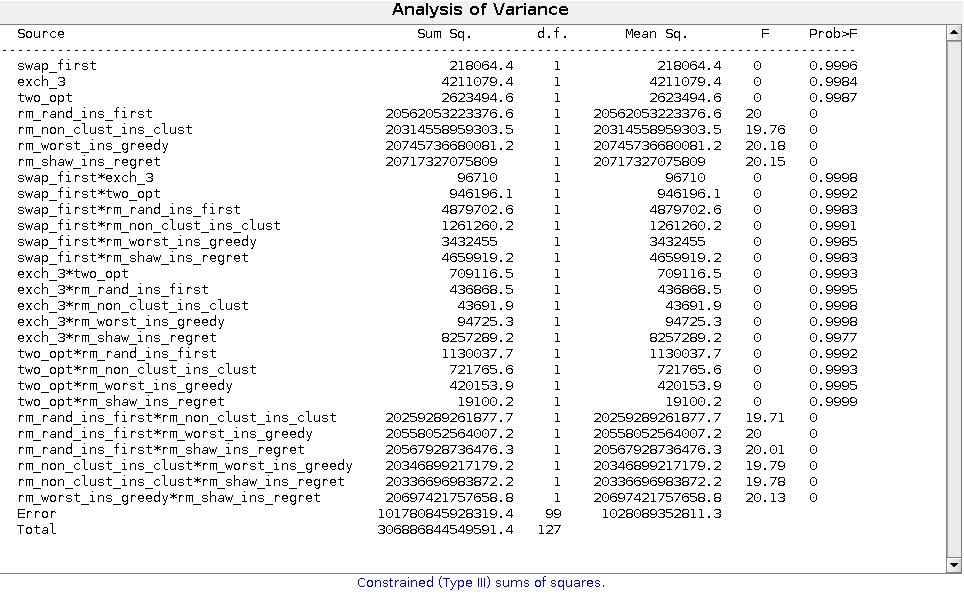 Analysis of Variance
Source Sum Sq. d.f. Mean Sq. F Prob>F
swap_first 218064.4 1 218064.4 0 0.9996
exch_3 4211079.4 1 4211079.4 0 0.9984
two_opt 2623494.6 1 2623494.6 0 0.9987
rm_rand_ins_first 20562053223376.6 1 20562053223376.6 20 0
rm_non_clust_ins_clust 20314558959303.5 1 20314558959303.5 19.76 0
rm_worst_ins_greedy 20745736680081.2 1 20745736680081.2 20.18 0
rm_shaw_ins_regret 20717327075809 1 20717327075809 20.15 0
swap_first*exch_3 96710 1 96710 0 0.9998
swap_first*two_opt 946196.1 1 946196.1 0 0.9992
swap_first*rm_rand_ins_first 4879702.6 1 4879702.6 0 0.9983
swap_first*rm_non_clust_ins_clust 1261260.2 1 1261260.2 0 0.9991
swap_first*rm_worst_ins_greedy 3432455 1 3432455 0 0.9985
swap_first*rm_shaw_ins_regret 4659919.2 1 4659919.2 0 0.9983
exch_3*two_opt 709116.5 1 709116.5 0 0.9993
exch_3*rm_rand_ins_first 436868.5 1 436868.5 0 0.9995
exch_3*rm_non_clust_ins_clust 43691.9 1 43691.9 0 0.9998
exch_3*rm_worst_ins_greedy 94725.3 1 94725.3 0 0.9998
exch_3*rm_shaw_ins_regret 8257289.2 1 8257289.2 0 0.9977
two_opt*rm_rand_ins_first 1130037.7 1 1130037.7 0 0.9992
two_opt*rm_non_clust_ins_clust 721765.6 1 721765.6 0 0.9993
two_opt*rm_worst_ins_greedy 420153.9 1 420153.9 0 0.9995
two_opt*rm_shaw_ins_regret 19100.2 1 19100.2 0 0.9999
rm_rand_ins_first*rm_non_clust_ins_clust 20259289261877.7 1 20259289261877.7 19.71 0
rm_rand_ins_first*rm_worst_ins_greedy 20558052564007.2 1 20558052564007.2 20 0
rm_rand_ins_first*rm_shaw_ins_regret 20567928736476.3 1 20567928736476.3 20.01 0
rm_non_clust_ins_clust*rm_worst_ins_greedy 20346899217179.2 1 20346899217179.2 19.79 0
rm_non_clust_ins_clust*rm_shaw_ins_regret 20336696983872.2 1 20336696983872.2 19.78 0
rm_worst_ins_greedy*rm_shaw_ins_regret 20697421757658.8 1 20697421757658.8 20.13 0
Error 101780845928319.4 99 1028089352811.3
Total 306886844549591.4 127
Constrained (Type III) sums of squares.